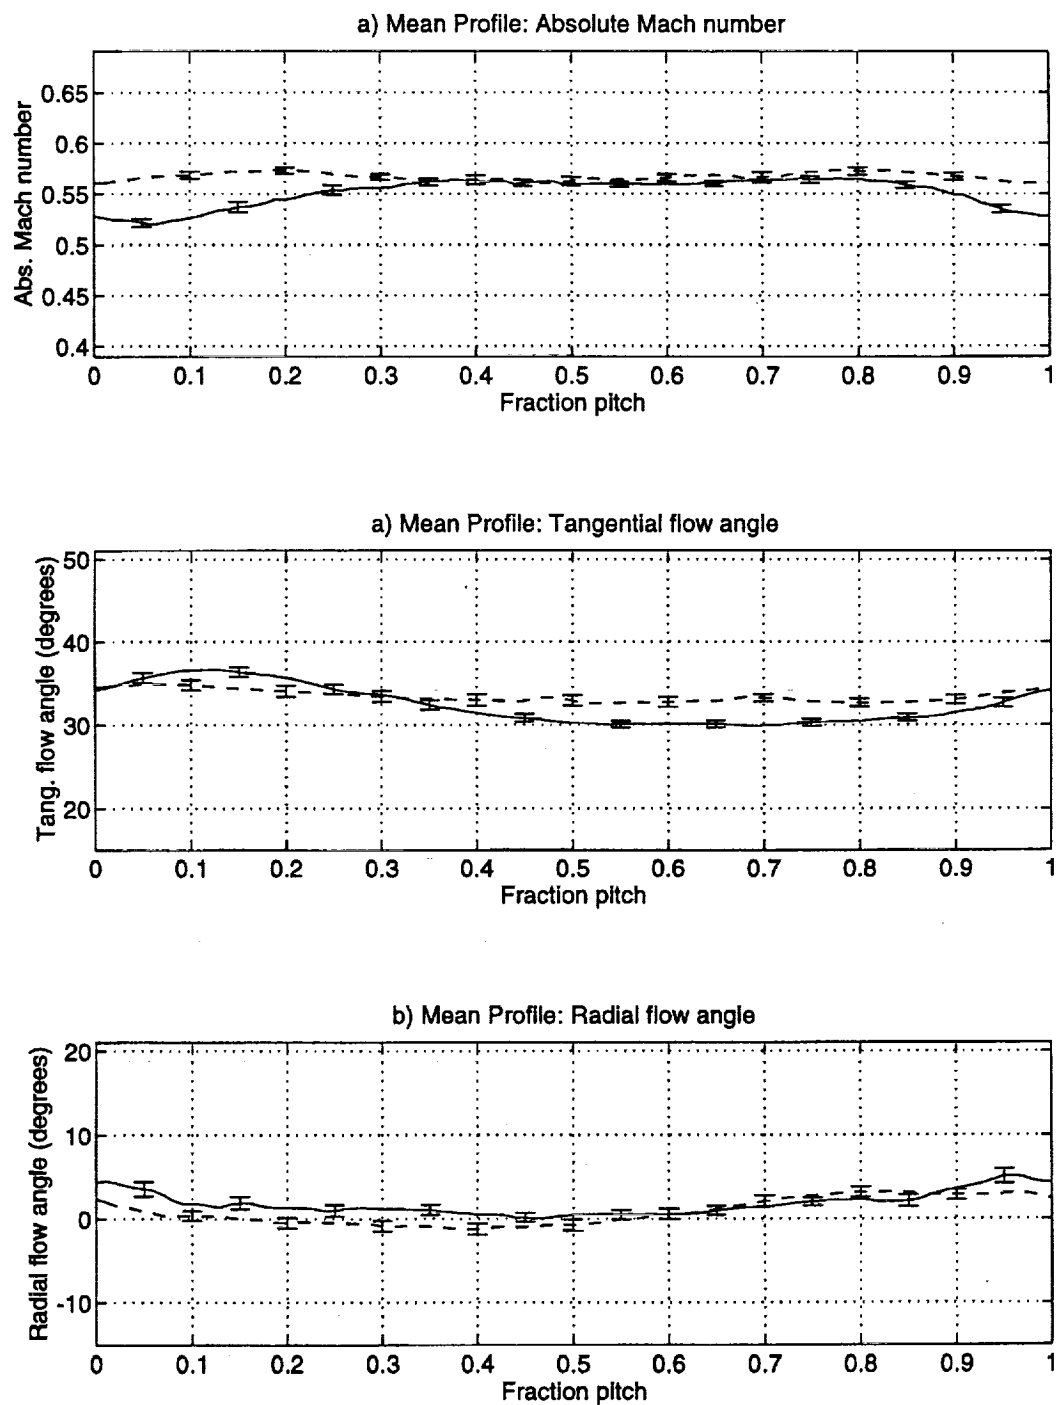 a) Mean Profile: Absolute Mach number
Abs. Mach number
0.65
0.6
0.55
0.5
0.45
0.4
0 0.1 0.2 0.3 0.4 0.5 0.6 0.7 0.8 0.9 1
Fraction pitch
a) Mean Profile: Tangential flow angle
Tang. flow angle (degrees)
50
40
30
20
0 0.1 0.2 0.3 0.4 0.5 0.6 0.7 0.8 0.9 1
Fraction pitch
b) Mean Profile: Radial flow angle
Radial flow angle (degrees)
20
10
0
-10
0 0.1 0.2 0.3 0.4 0.5 0.6 0.7 0.8 0.9 1
Fraction pitch